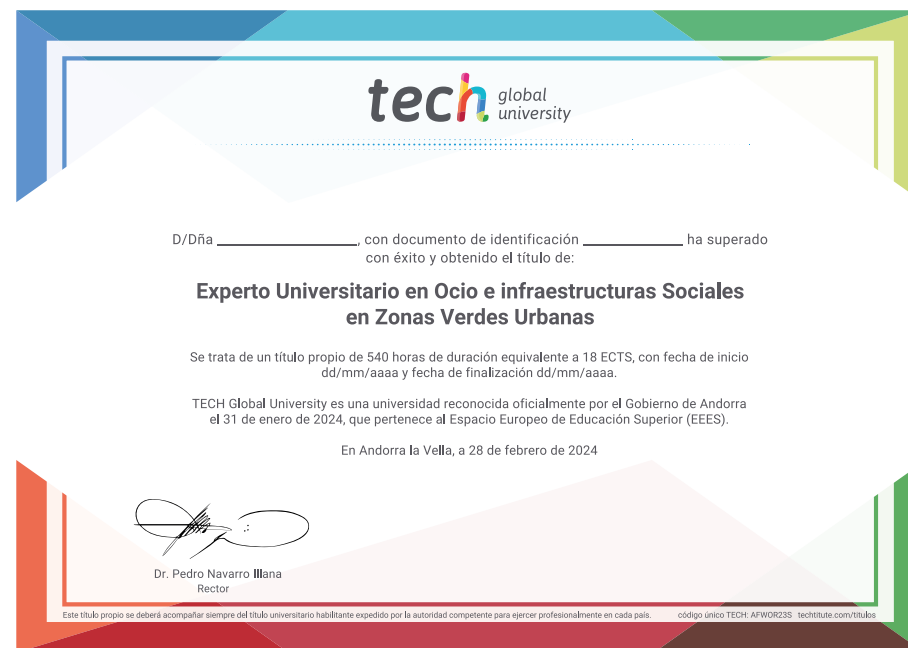 tech global university
D/Dña ____________, con documento de identificación ____________ ha superado
con éxito y obtenido el título de:
Experto Universitario en Ocio e infraestructuras Sociales
en Zonas Verdes Urbanas
Se trata de un título propio de 540 horas de duración equivalente a 18 ECTS, con fecha de inicio
dd/mm/aaaa y fecha de finalización dd/mm/aaaa.
TECH Global University es una universidad reconocida oficialmente por el Gobierno de Andorra
el 31 de enero de 2024, que pertenece al Espacio Europeo de Educación Superior (EEES).
En Andorra la Vella, a 28 de febrero de 2024
Dr. Pedro Navarro Illana
Rector
Este título propio se deberá acompañar siempre del título universitario habilitante expedido por la autoridad competente para ejercer profesionalmente en cada país. código único TECH: AFWOR23S techtitute.com/titulos